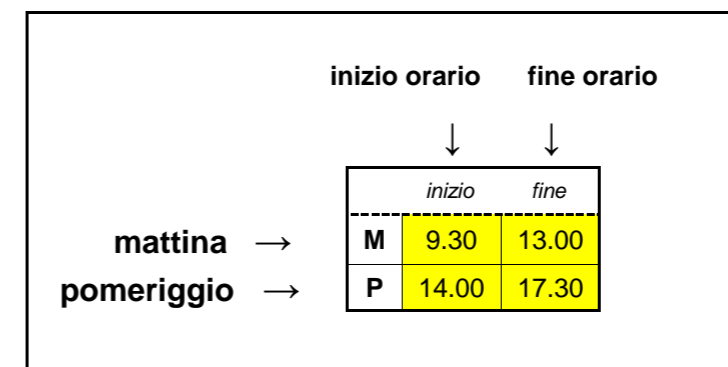 inizio orario fine orario
↓ ↓
inizio fine
mattina → M 9.30 13.00
pomeriggio → P 14.00 17.30